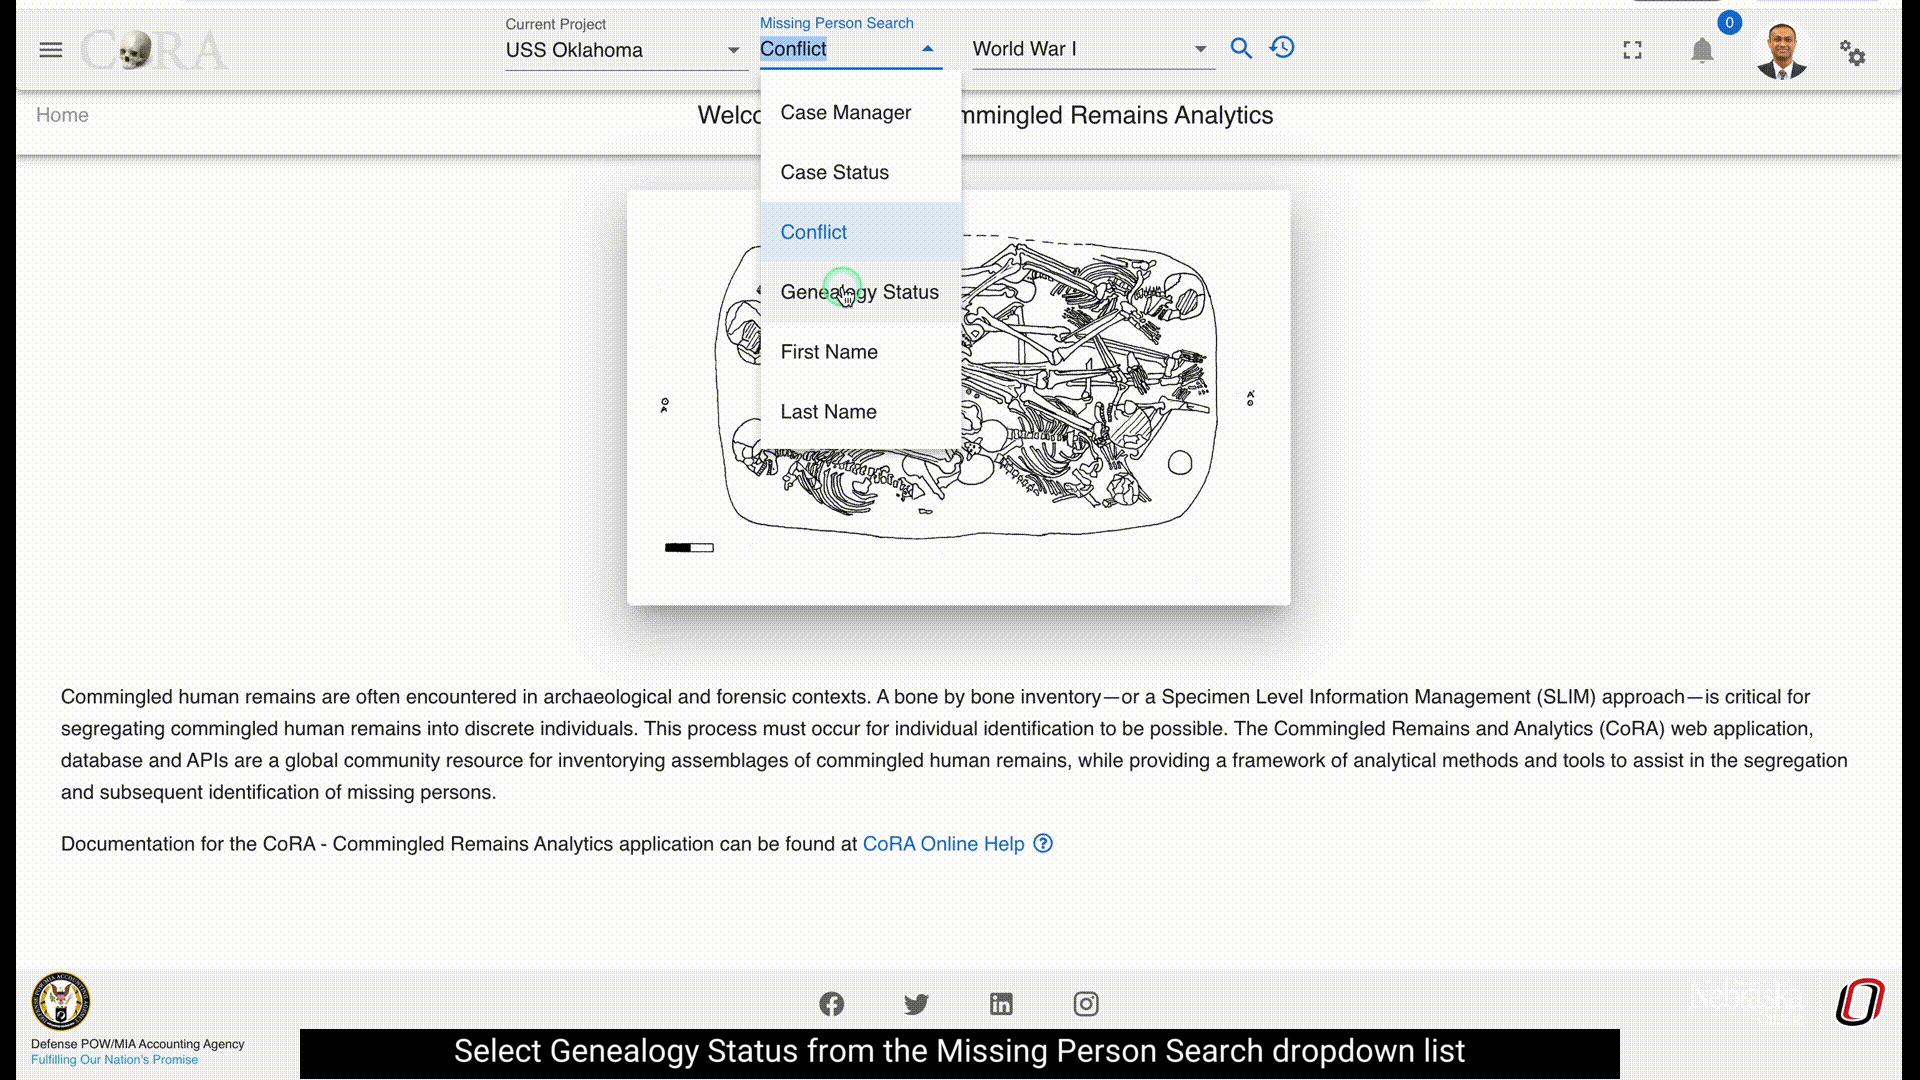 Current Project
USS Oklahoma
Missing Person Search
Conflict
World War I
0
CoRA
Home
Welco
mmingled Remains Analytics
Case Manager
Case Status
Conflict
Genealogy Status
First Name
Last Name
Commingled human remains are often encountered in archaeological and forensic contexts. A bone by bone inventory—or a Specimen Level Information Management (SLIM) approach—is critical for
segregating commingled human remains into discrete individuals. This process must occur for individual identification to be possible. The Commingled Remains and Analytics (CoRA) web application,
database and APIs are a global community resource for inventorying assemblages of commingled human remains, while providing a framework of analytical methods and tools to assist in the segregation
and subsequent identification of missing persons.
Documentation for the CoRA - Commingled Remains Analytics application can be found at CoRA Online Help
Defense POW/MIA Accounting Agency
Fulfilling Our Nation's Promise
Nebraska
Select Genealogy Status from the Missing Person Search dropdown list